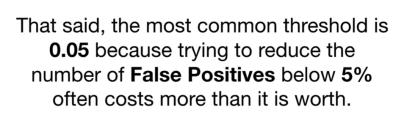 That said, the most common threshold is
0.05 because trying to reduce the
number of False Positives below 5%
often costs more than it is worth.